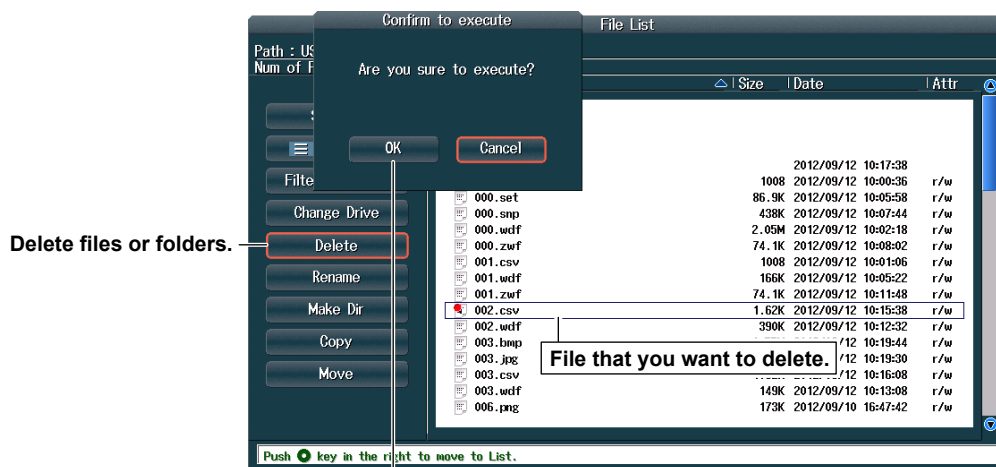 Confirm to execute
File List
Path : US
Num of F
Are you sure to execute?
Size Date Attr
OK Cancel
2012/09/12 10:17:38
Filte 1008 2012/09/12 10:00:36 r/w
000.set 86.9K 2012/09/12 10:05:58 r/w
Change Drive
000.snp 438K 2012/09/12 10:07:44 r/w
000.wdf 2.05M 2012/09/12 10:02:18 r/w
Delete files or folders.
Delete
000.zwf 74.1K 2012/09/12 10:08:02 r/w
001.csv 1008 2012/09/12 10:01:06 r/w
Rename
001.wdf 166K 2012/09/12 10:05:22 r/w
001.zwf 74.1K 2012/09/12 10:11:48 r/w
Make Dir
002.csv 1.62K 2012/09/12 10:15:38 r/w
002.wdf 390K 2012/09/12 10:12:32 r/w
Copy
003.bmp /12 10:19:44 r/w
File that you want to delete.
003.jpg /12 10:19:30 r/w
Move
003.csv 2012/09/12 10:16:08 r/w
003.wdf 149K 2012/09/12 10:13:08 r/w
006.png 173K 2012/09/10 16:47:42 r/w
Push key in the right to move to List.